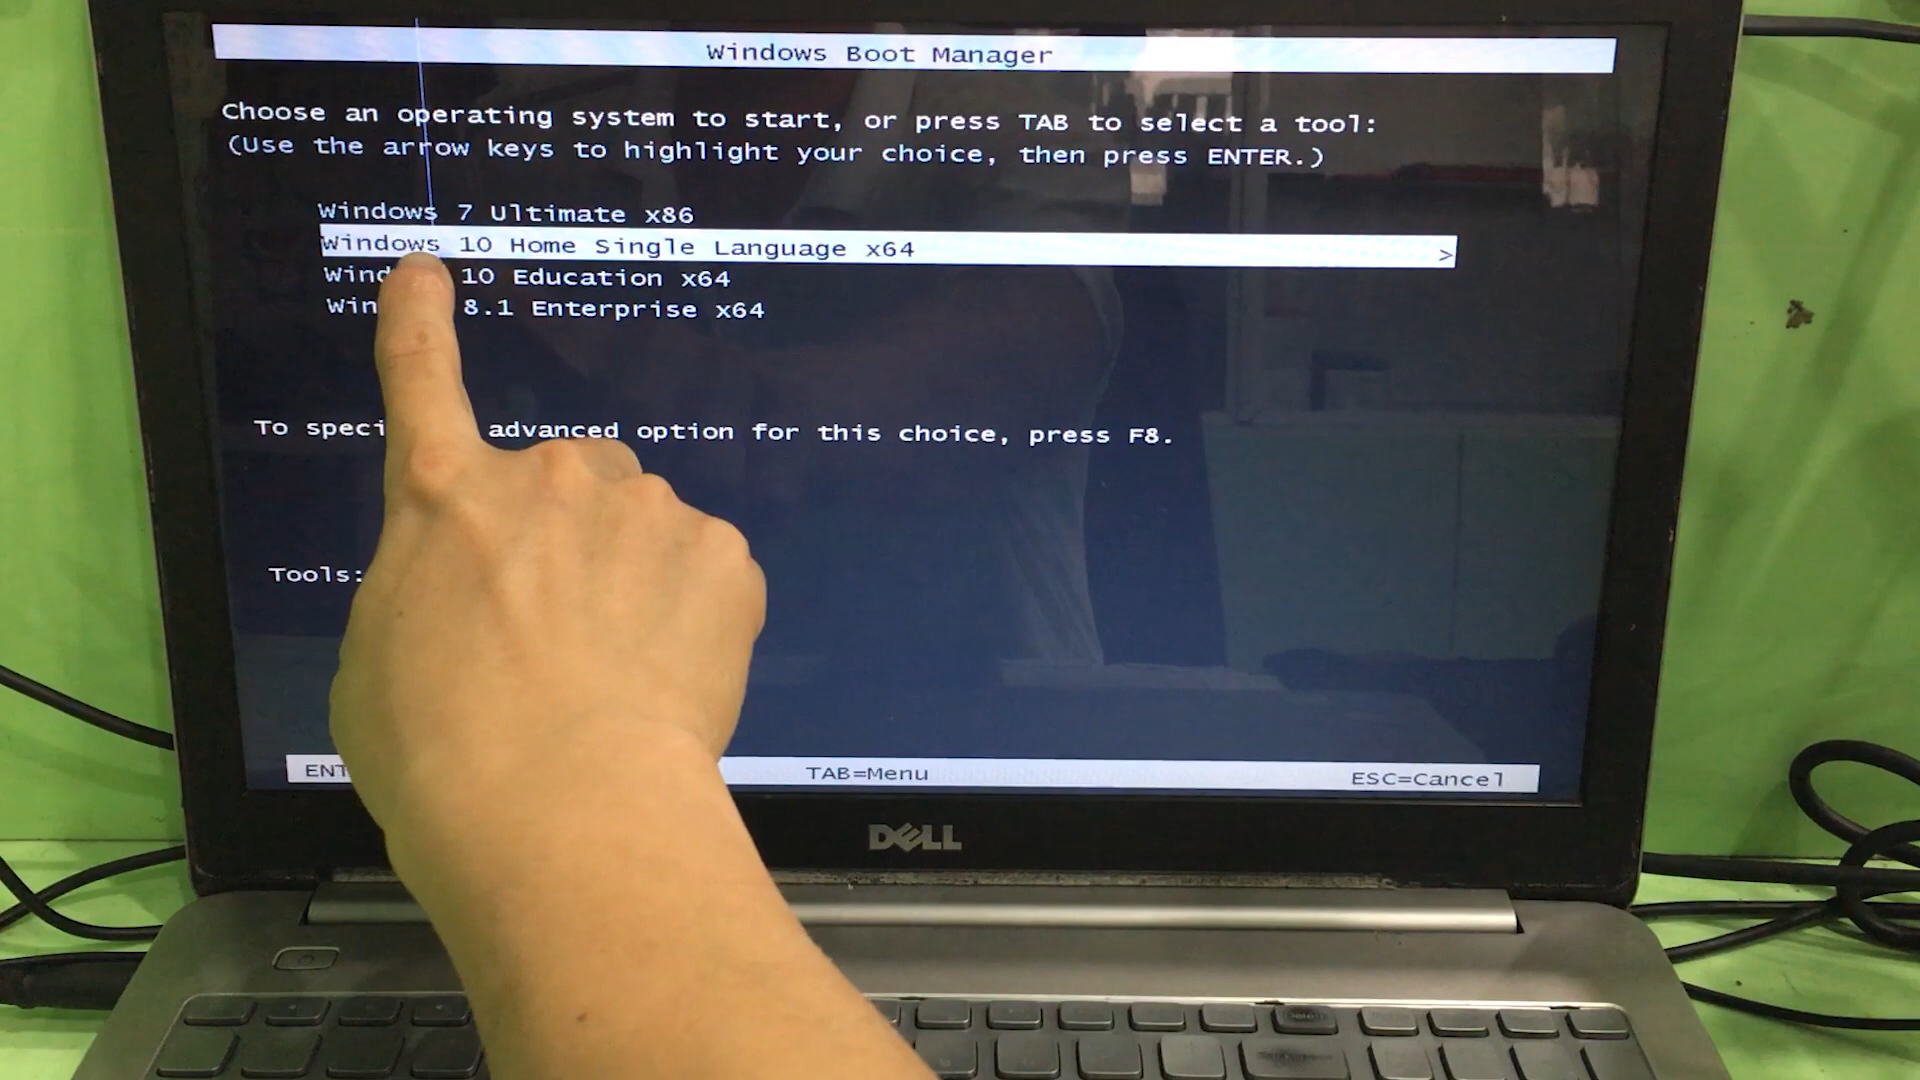 Windows Boot Manager
Choose an operating system to start, or press TAB to select a tool:
(Use the arrow keys to highlight your choice, then press ENTER.)
Windows 7 Ultimate x86
Windows 10 Home Single Language x64 >
Wind 10 Education x64
Win 8.1 Enterprise x64
To speci advanced option for this choice, press F8.
Tools:
ENT TAB=Menu ESC=Cancel
DELL